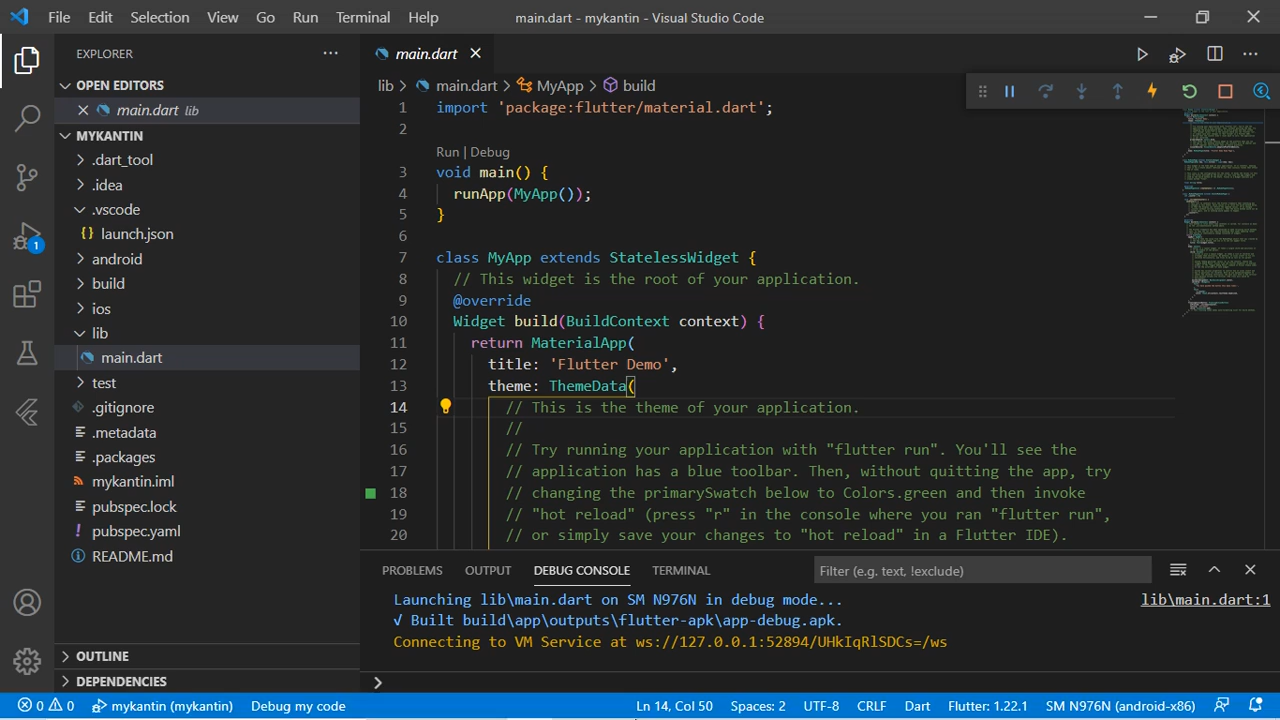 File Edit Selection View Go Run Terminal Help
main.dart - mykantin - Visual Studio Code
EXPLORER
OPEN EDITORS
main.dart lib
MYKANTIN
.dart_tool
.idea
.vscode
{} launch.json
android
build
ios
lib
main.dart
test
.gitignore
.metadata
.packages
mykantin.iml
pubspec.lock
! pubspec.yaml
README.md
OUTLINE
DEPENDENCIES
1
main.dart
lib > main.dart > MyApp > build
1 import 'package:flutter/material.dart';
2
Run | Debug
3 void main() {
4 runApp(MyApp());
5 }
6
7 class MyApp extends StatelessWidget {
8 // This widget is the root of your application.
9 @override
10 Widget build(BuildContext context) {
11 return MaterialApp(
12 title: 'Flutter Demo',
13 theme: ThemeData(
14 // This is the theme of your application.
15 //
16 // Try running your application with "flutter run". You'll see the
17 // application has a blue toolbar. Then, without quitting the app, try
18 // changing the primarySwatch below to Colors.green and then invoke
19 // "hot reload" (press "r" in the console where you ran "flutter run",
20 // or simply save your changes to "hot reload" in a Flutter IDE).
PROBLEMS OUTPUT DEBUG CONSOLE TERMINAL
Filter (e.g. text, !exclude)
Launching lib\main.dart on SM N976N in debug mode...
lib\main.dart:1
√ Built build\app\outputs\flutter-apk\app-debug.apk.
Connecting to VM Service at ws://127.0.0.1:52894/UHkIqRlSDCs=/ws
0 0 mykantin (mykantin) Debug my code Ln 14, Col 50 Spaces: 2 UTF-8 CRLF Dart Flutter: 1.22.1 SM N976N (android-x86)